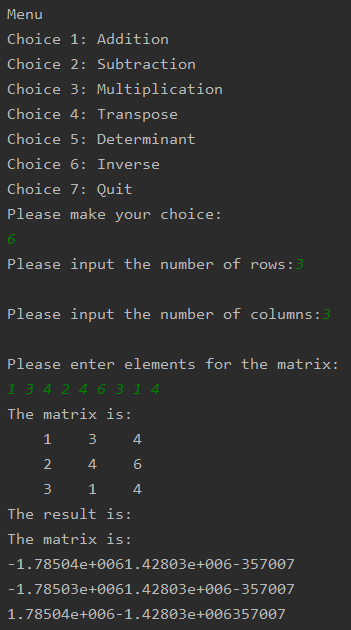 Menu
Choice 1: Addition
Choice 2: Subtraction
Choice 3: Multiplication
Choice 4: Transpose
Choice 5: Determinant
Choice 6: Inverse
Choice 7: Quit
Please make your choice:
6
Please input the number of rows:3
Please input the number of columns:3
Please enter elements for the matrix:
1 3 4 2 4 6 3 1 4
The matrix is:
1 3 4
2 4 6
3 1 4
The result is:
The matrix is:
-1.78504e+0061.42803e+006-357007
-1.78503e+0061.42803e+006-357007
1.78504e+006-1.42803e+006357007